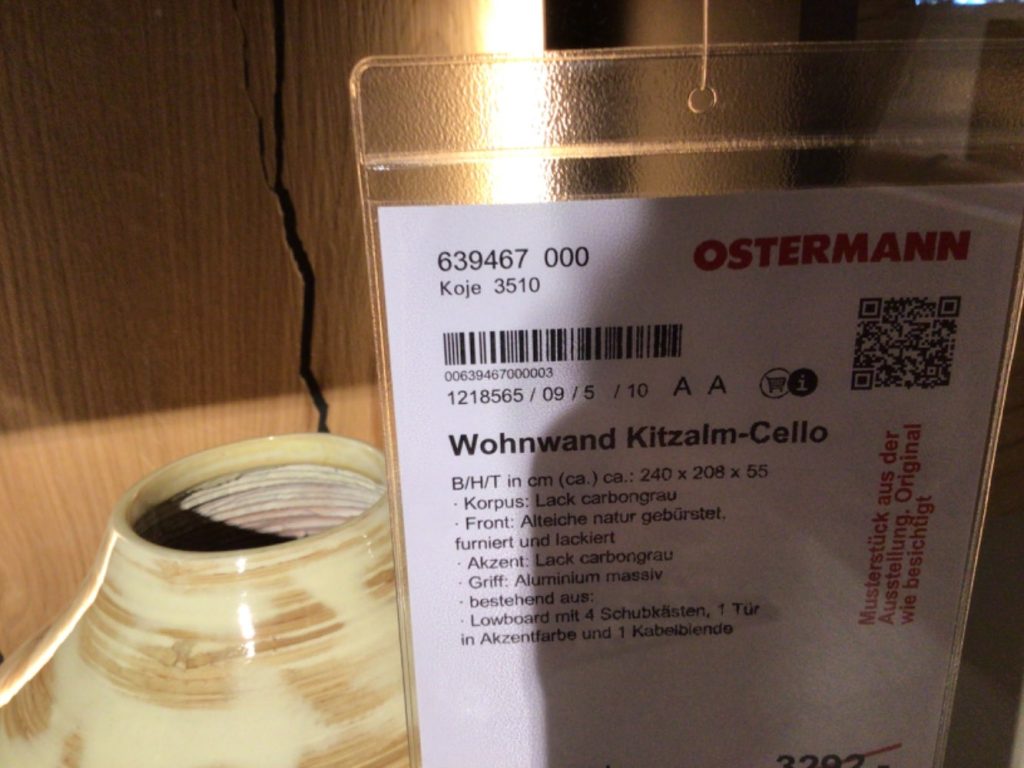 639467 000
Koje 3510
OSTERMANN
00639467000003
1218565 / 09 / 5 / 10 A A
Wohnwand Kitzalm-Cello
B/H/T in cm (ca.) ca.: 240 x 208 x 55
· Korpus: Lack carbongrau
· Front: Alteiche natur gebürstet,
furniert und lackiert
· Akzent: Lack carbongrau
· Griff: Aluminium massiv
· bestehend aus:
· Lowboard mit 4 Schubkästen, 1 Tür
in Akzentfarbe und 1 Kabelblende
Musterstück aus der
Ausstellung. Original
wie besichtigt
3292,-